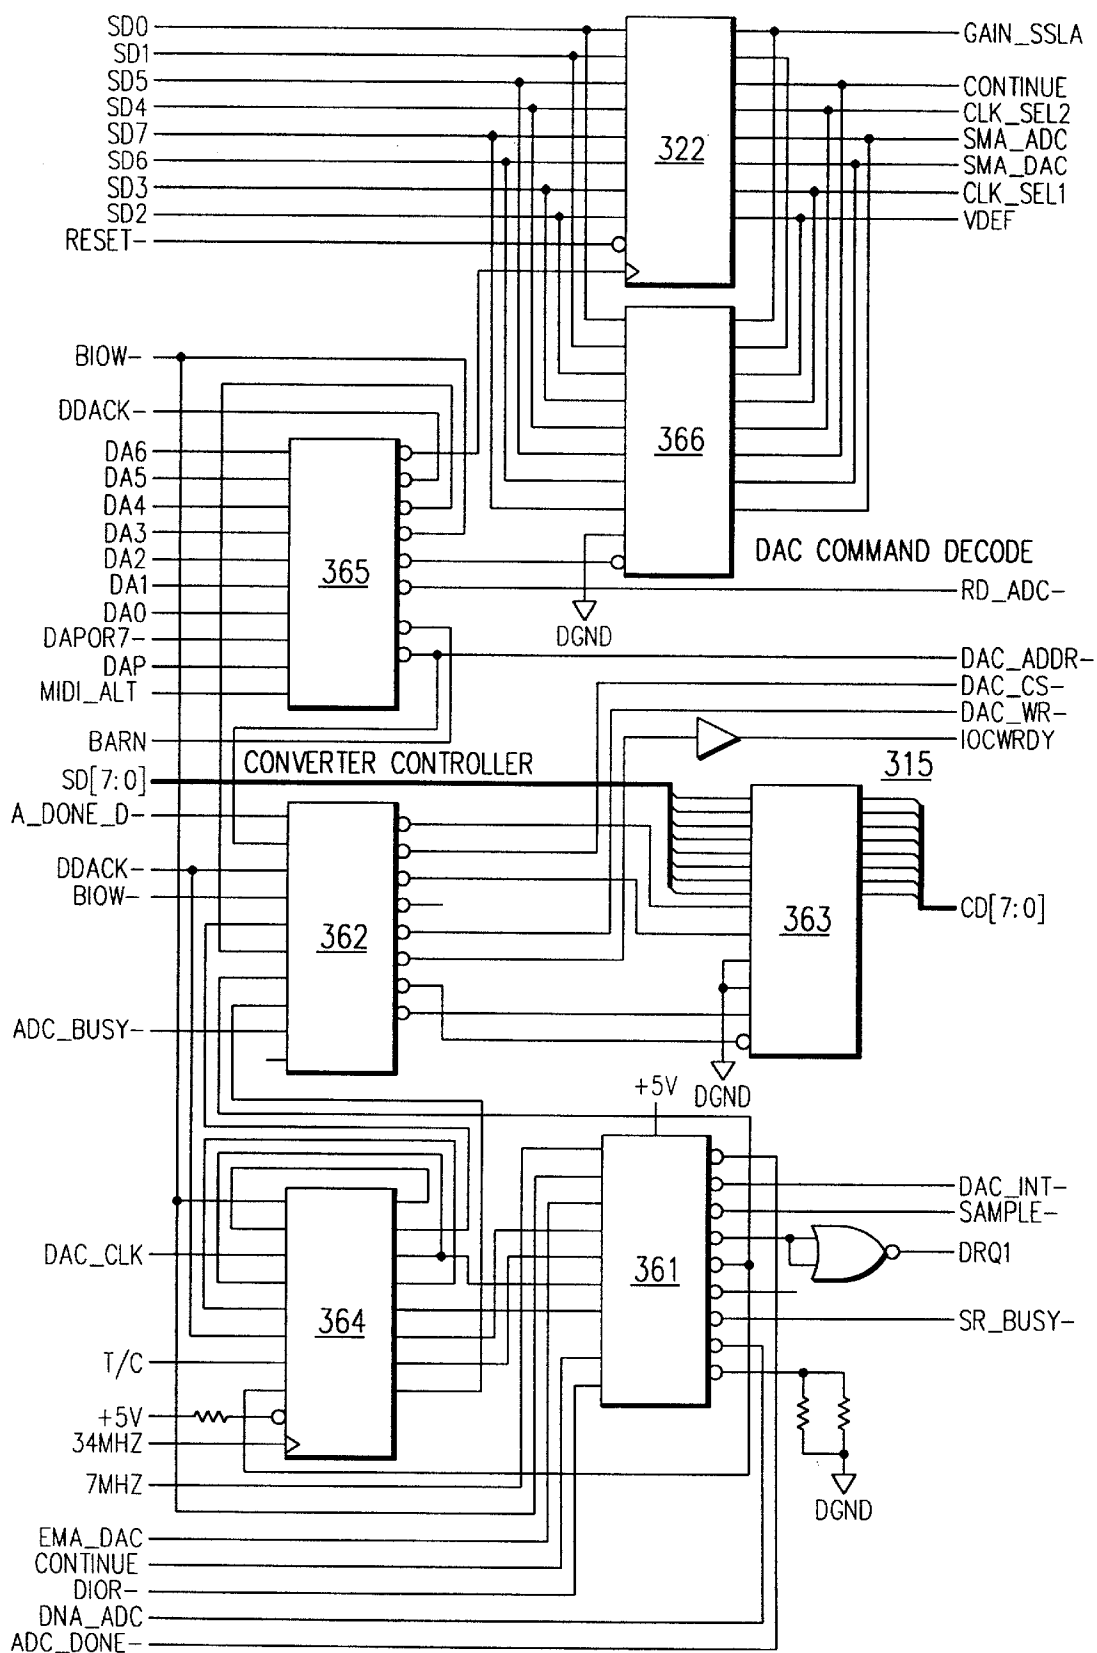 SD0
SD1
SD5
SD4
SD7
SD6
SD3
SD2
RESET-
322
GAIN_SSLA
CONTINUE
CLK_SEL2
SMA_ADC
SMA_DAC
CLK_SEL1
VDEF
BIOW-
DDACK-
DA6
DA5
DA4
DA3
DA2
DA1
DA0
DAPOR7-
DAP
MIDI_ALT
BARN
365
366
DGND
DAC COMMAND DECODE
RD_ADC-
DAC_ADDR-
DAC_CS-
DAC_WR-
IOCWRDY
CONVERTER CONTROLLER
315
SD[7:0]
A_DONE_D-
DDACK-
BIOW-
ADC_BUSY-
362
363
CD[7:0]
DGND
+5V
DAC_CLK
T/C
+5V
34MHZ
7MHZ
364
361
DAC_INT-
SAMPLE-
DRQ1
SR_BUSY-
DGND
EMA_DAC
CONTINUE
DIOR-
DNA_ADC
ADC_DONE-